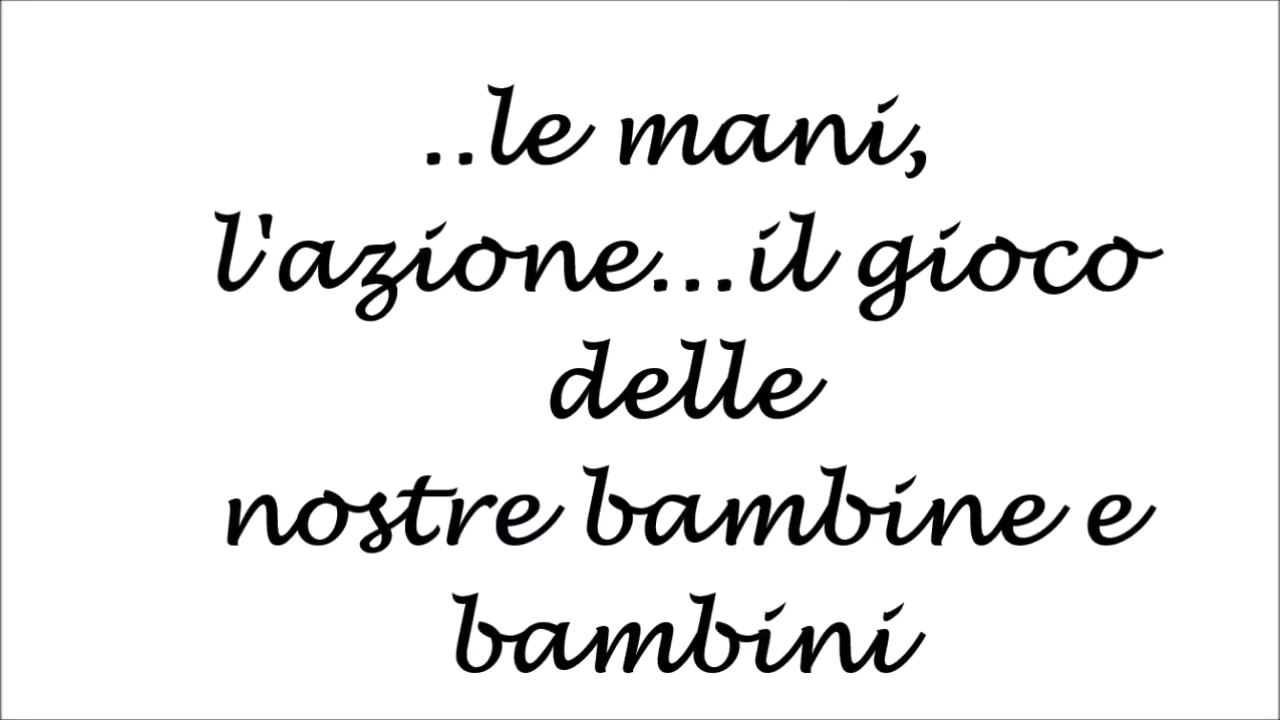 ..le mani,
l'azione...il gioco
delle
nostre bambine e
bambini